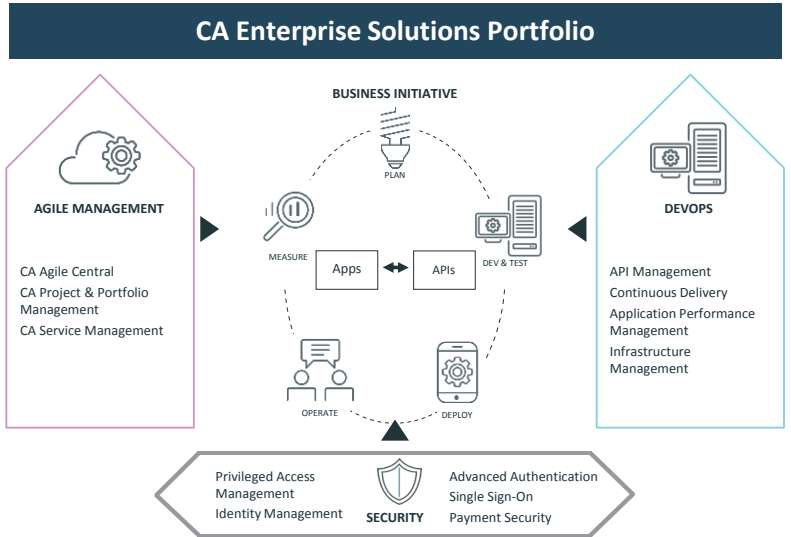 CA Enterprise Solutions Portfolio
BUSINESS INITIATIVE
PLAN
AGILE MANAGEMENT
CA Agile Central
CA Project & Portfolio
Management
CA Service Management
MEASURE
Apps
APIs
DEV & TEST
OPERATE
DEPLOY
DEVOPS
API Management
Continuous Delivery
Application Performance
Management
Infrastructure
Management
Privileged Access
Management
Identity Management
SECURITY
Advanced Authentication
Single Sign-On
Payment Security